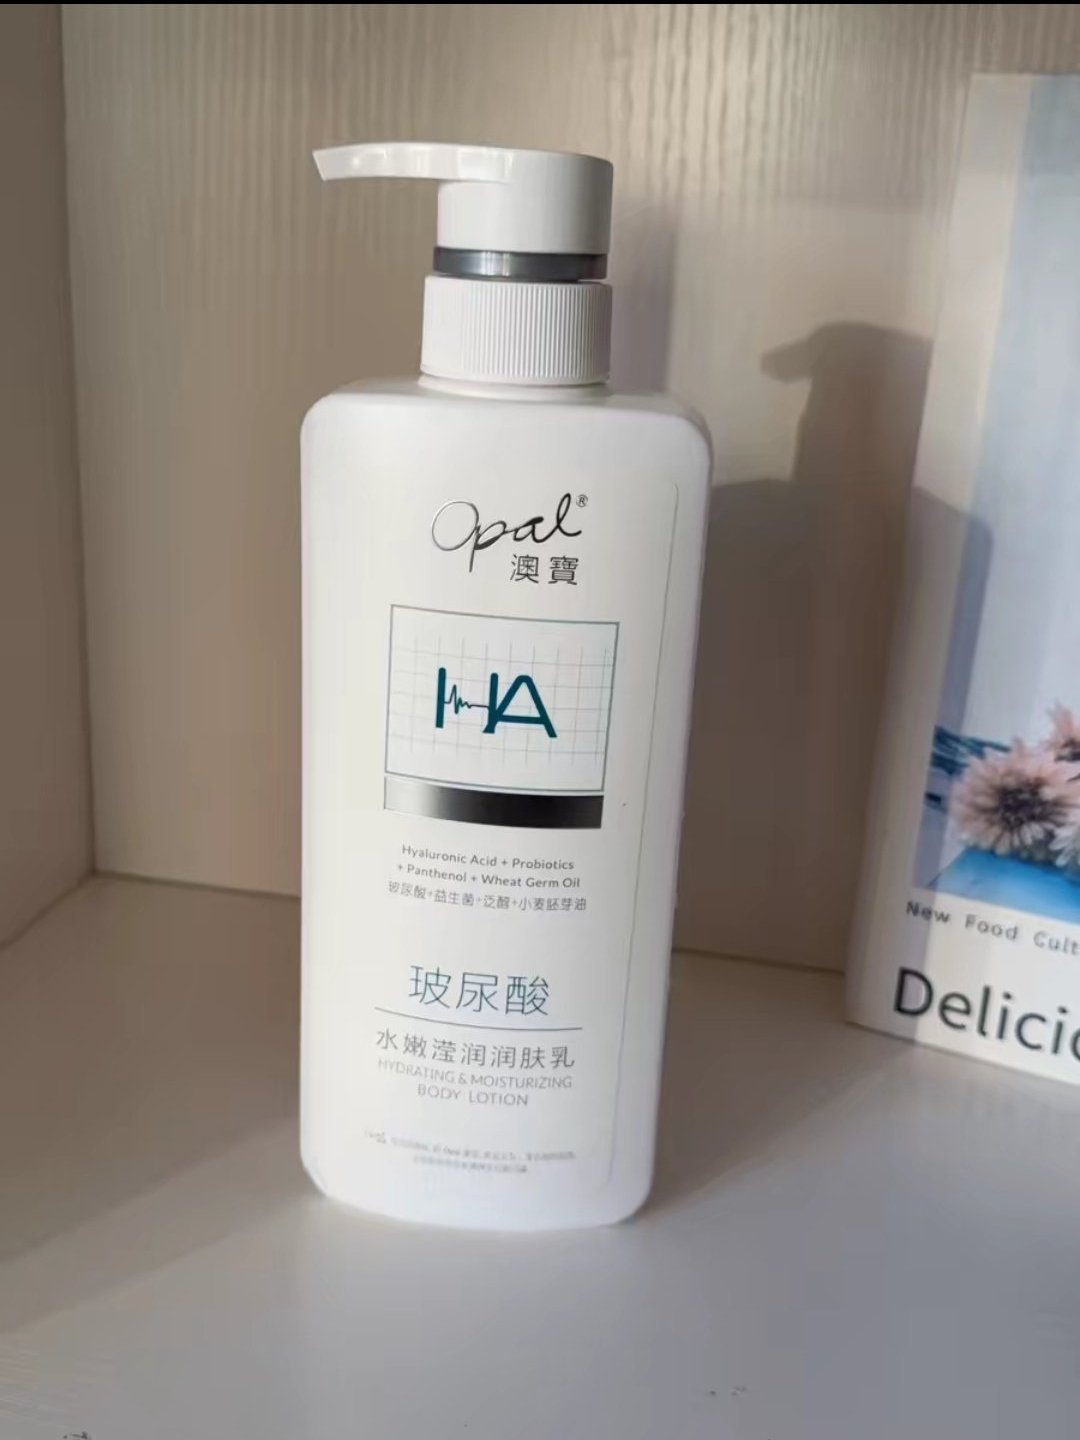 Opal®
澳寶
HA
Hyaluronic Acid + Probiotics
+ Panthenol + Wheat Germ Oil
玻尿酸+益生菌+泛醇+小麦胚芽油
玻尿酸
水嫩滢润润肤乳
HYDRATING & MOISTURIZING
BODY LOTION
New Food Cult
Delicio